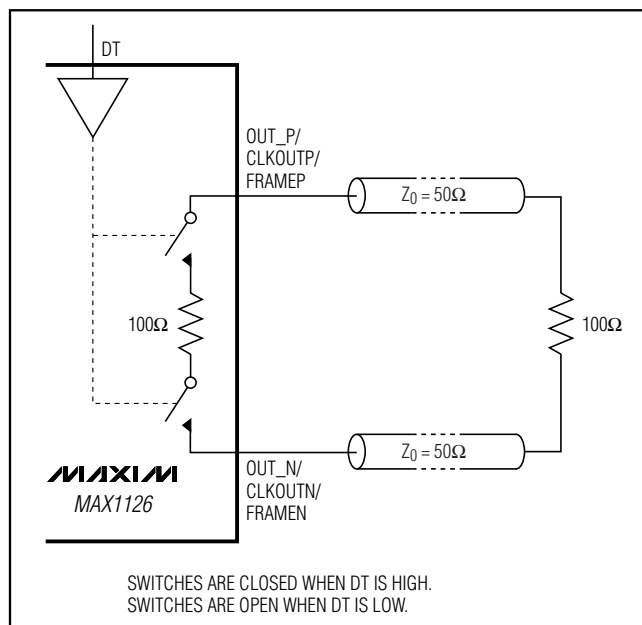 DT
OUT_P/
CLKOUTP/
FRAMEP
Z0 = 50Ω
100Ω
100Ω
Z0 = 50Ω
OUT_N/
CLKOUTN/
FRAMEN
MAXIM
MAX1126
SWITCHES ARE CLOSED WHEN DT IS HIGH.
SWITCHES ARE OPEN WHEN DT IS LOW.